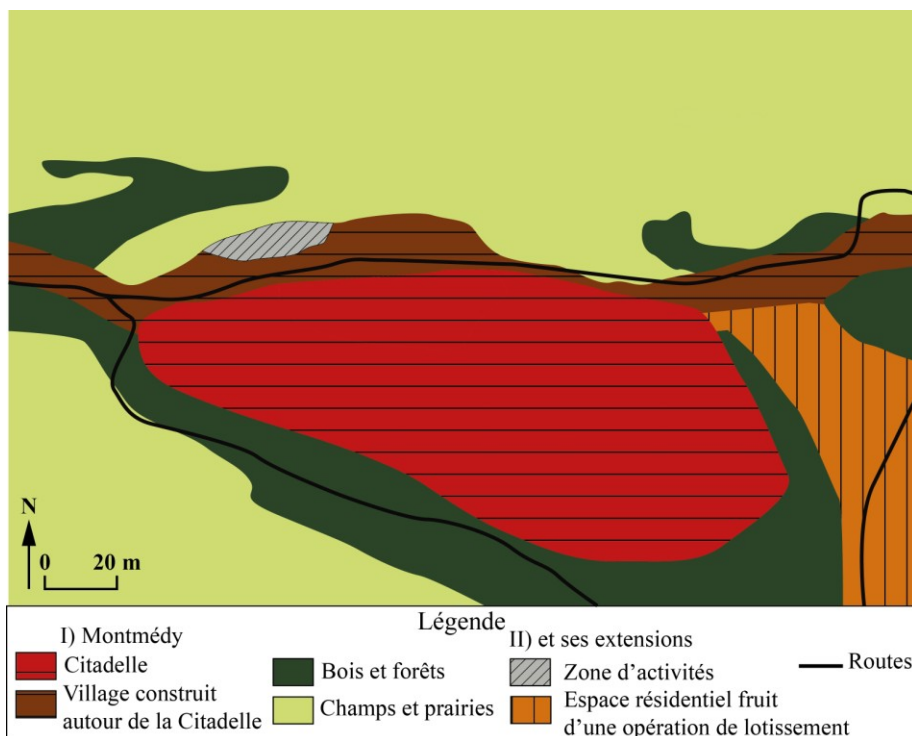 N
0 20 m
Légende
I) Montmédy
Citadelle
Village construit
autour de la Citadelle
Bois et forêts
Champs et prairies
II) et ses extensions
Zone d'activités
Espace résidentiel fruit
d'une opération de lotissement
Routes